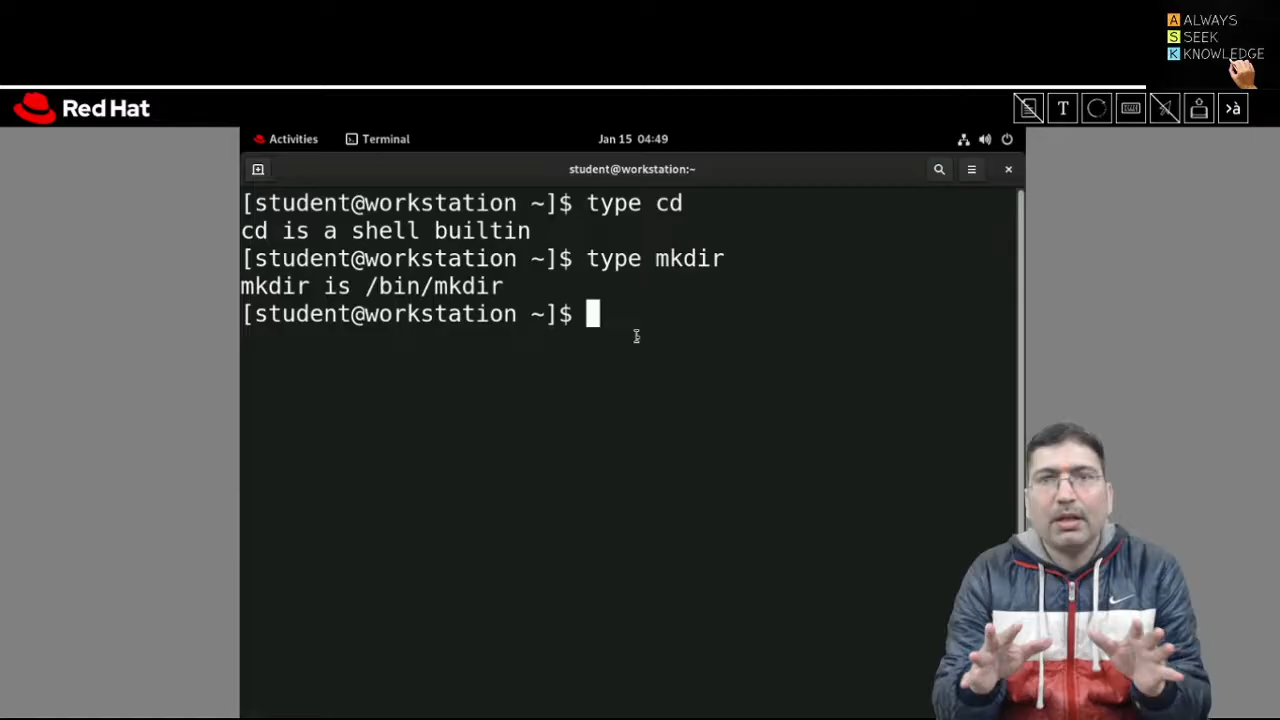 A ALWAYS
S SEEK
K KNOWLEDGE
Red Hat
T
›à
Activities Terminal Jan 15 04:49
student@workstation:~
[student@workstation ~]$ type cd
cd is a shell builtin
[student@workstation ~]$ type mkdir
mkdir is /bin/mkdir
[student@workstation ~]$